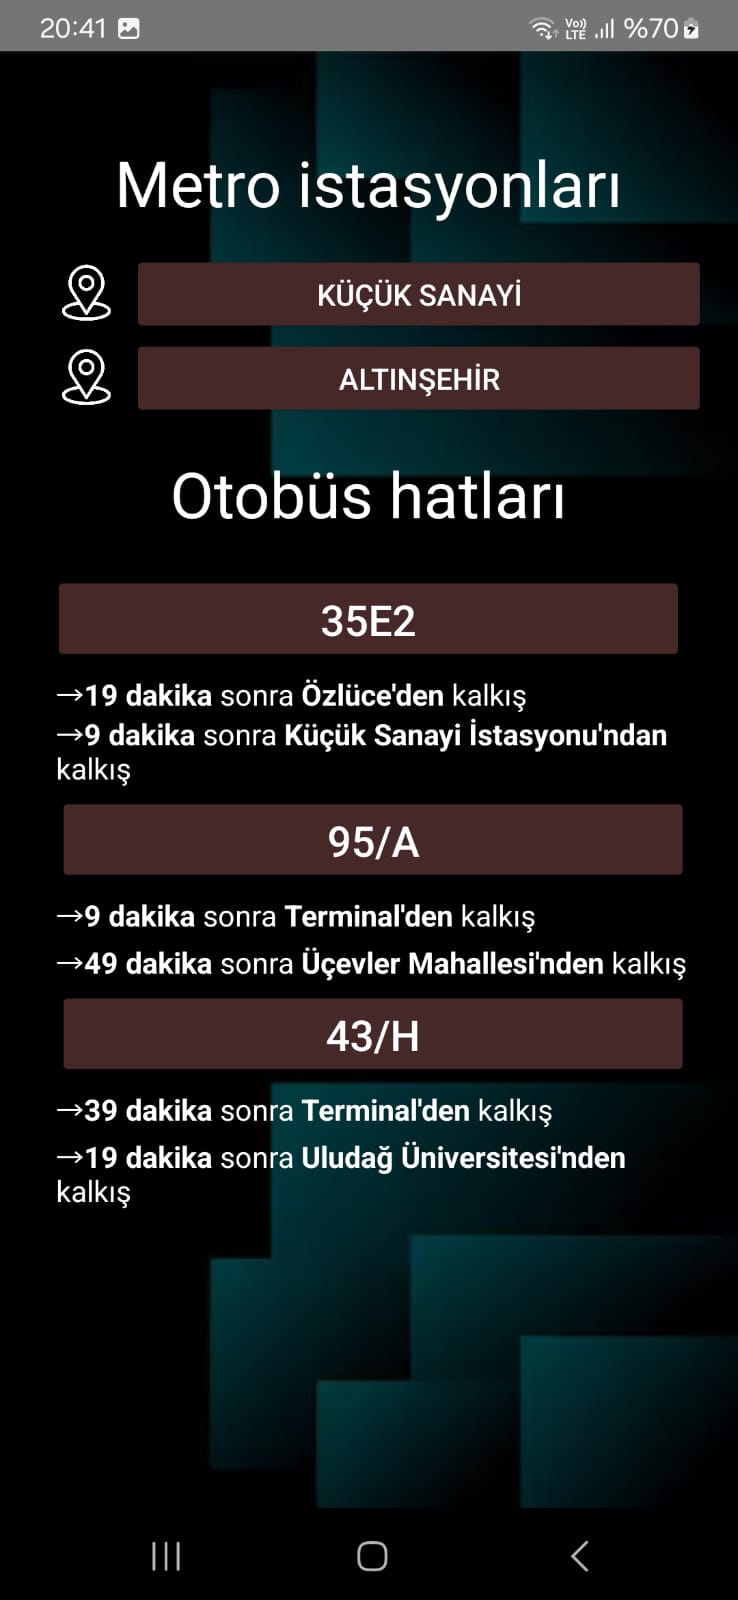 20:41 Vo)) LTE %70
Metro istasyonları
KÜÇÜK SANAYİ
ALTINŞEHİR
Otobüs hatları
35E2
→19 dakika sonra Özlüce'den kalkış
→9 dakika sonra Küçük Sanayi İstasyonu'ndan
kalkış
95/A
→9 dakika sonra Terminal'den kalkış
→49 dakika sonra Üçevler Mahallesi'nden kalkış
43/H
→39 dakika sonra Terminal'den kalkış
→19 dakika sonra Uludağ Üniversitesi'nden
kalkış